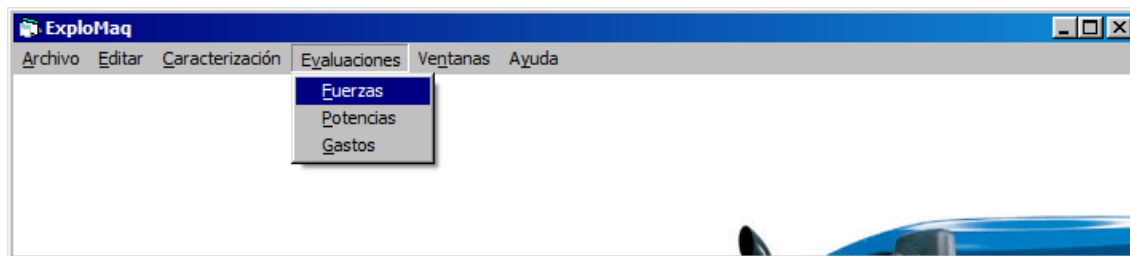 ExploMaq
Archivo Editar Caracterización Evaluaciones Ventanas Ayuda
Fuerzas
Potencias
Gastos